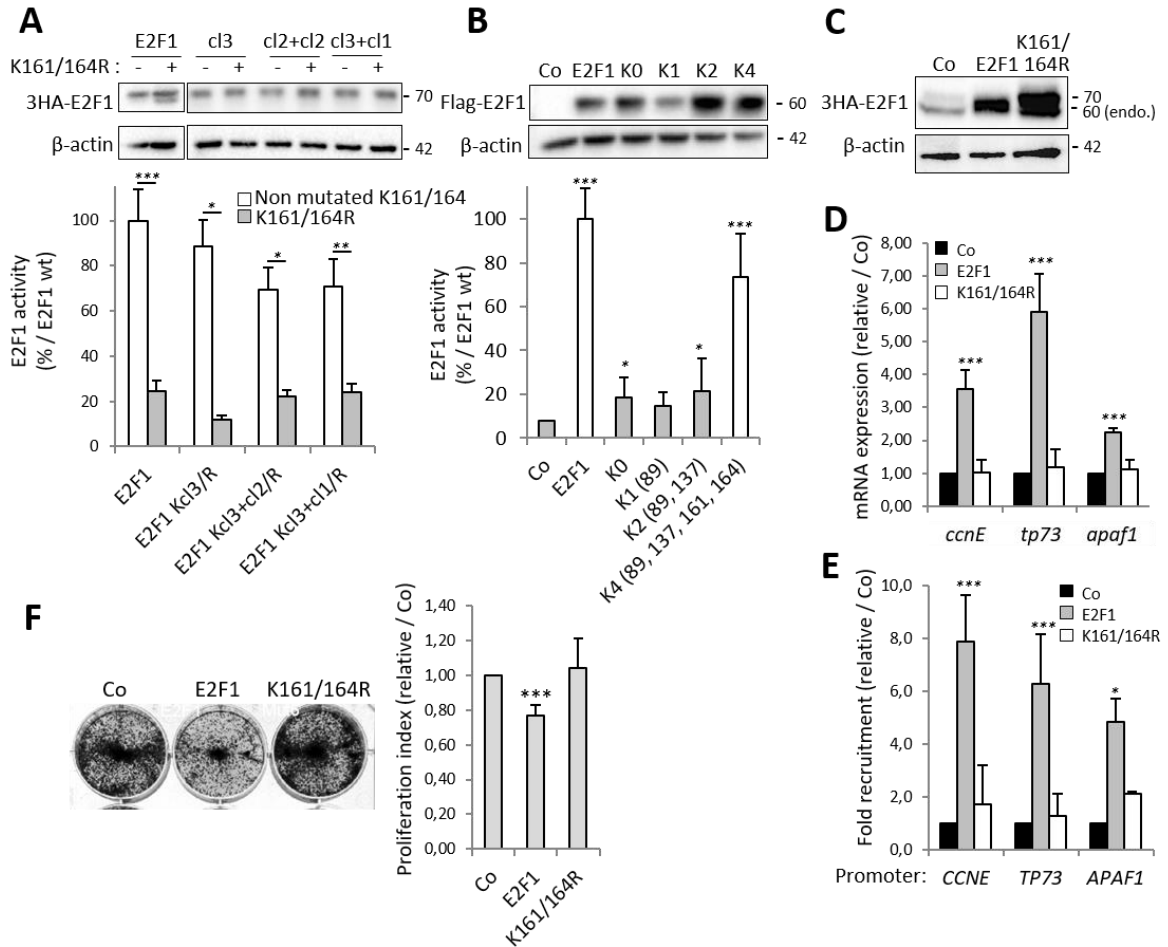 A
E2F1 cl3 cl2+cl2 cl3+cl1
K161/164R : - + - + - + - +
3HA-E2F1
- 70
β-actin
- 42
***
*
*
**
Non mutated K161/164
K161/164R
E2F1 activity
(% / E2F1 wt)
100
80
60
40
20
0
E2F1
E2F1 Kcl3/R
E2F1 Kcl3+cl2/R
E2F1 Kcl3+cl1/R
B
Co E2F1 K0 K1 K2 K4
Flag-E2F1
- 60
β-actin
- 42
***
*
*
***
E2F1 activity
(% / E2F1 wt)
100
80
60
40
20
0
Co
E2F1
K0
K1 (89)
K2 (89, 137)
K4 (89, 137, 161, 164)
C
K161/
Co E2F1 164R
3HA-E2F1
- 70
- 60 (endo.)
β-actin
- 42
D
mRNA expression (relative / Co)
8,00
7,00
6,00
5,00
4,00
3,00
2,00
1,00
0,00
Co
E2F1
K161/164R
***
***
***
ccnE tp73 apaf1
E
Fold recruitment (relative / Co)
10,0
8,0
6,0
4,0
2,0
0,0
Co
E2F1
K161/164R
***
***
*
Promoter: CCNE TP73 APAF1
F
Co E2F1 K161/164R
Proliferation index (relative / Co)
1,40
1,20
1,00
0,80
0,60
0,40
0,20
0,00
***
Co
E2F1
K161/164R